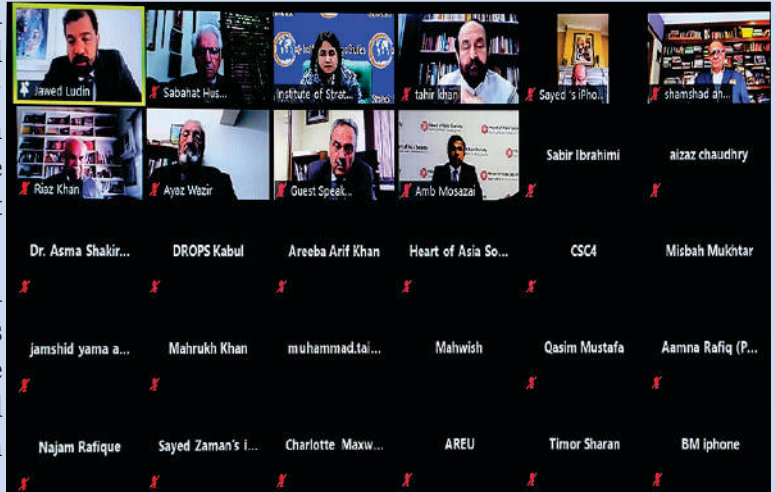 Jawed Ludin
Sabahat Hus...
Institute of Strat...
tahir khan
Sayed 's iPho...
shamshad ah...
Riaz Khan
Ayaz Wazir
Guest Speak...
Amb Mosazai
Sabir Ibrahimi
aizaz chaudhry
Dr. Asma Shakir...
DROPS Kabul
Areeba Arif Khan
Heart of Asia So...
CSC4
Misbah Mukhtar
jamshid yama a...
Mahrukh Khan
muhammad.tai...
Mahwish
Qasim Mustafa
Aamna Rafiq (P...
Najam Rafique
Sayed Zaman's i...
Charlotte Maxw...
AREU
Timor Sharan
BM iphone